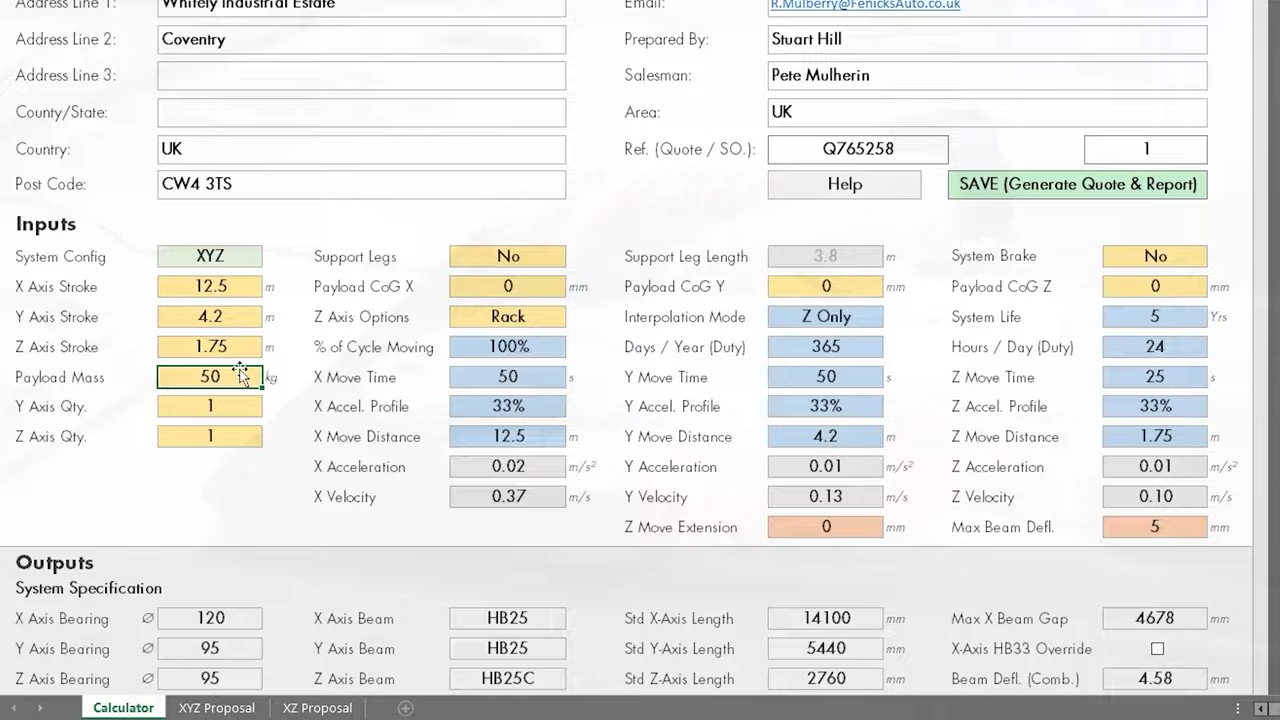 Address Line 1: Whitely Industrial Estate Email: R.Mulberry@FenicksAuto.co.uk
Address Line 2: Coventry Prepared By: Stuart Hill
Address Line 3: Salesman: Pete Mulherin
County/State: Area: UK
Country: UK Ref. (Quote / SO.): Q765258 1
Post Code: CW4 3TS Help SAVE (Generate Quote & Report)
Inputs
System Config XYZ Support Legs No Support Leg Length 3.8 m System Brake No
X Axis Stroke 12.5 m Payload CoG X 0 mm Payload CoG Y 0 mm Payload CoG Z 0 mm
Y Axis Stroke 4.2 m Z Axis Options Rack Interpolation Mode Z Only System Life 5 Yrs
Z Axis Stroke 1.75 m % of Cycle Moving 100% Days / Year (Duty) 365 Hours / Day (Duty) 24
Payload Mass 50 kg X Move Time 50 s Y Move Time 50 s Z Move Time 25 s
Y Axis Qty. 1 X Accel. Profile 33% Y Accel. Profile 33% Z Accel. Profile 33%
Z Axis Qty. 1 X Move Distance 12.5 m Y Move Distance 4.2 m Z Move Distance 1.75 m
X Acceleration 0.02 m/s² Y Acceleration 0.01 m/s² Z Acceleration 0.01 m/s²
X Velocity 0.37 m/s Y Velocity 0.13 m/s Z Velocity 0.10 m/s
Z Move Extension 0 mm Max Beam Defl. 5 mm
Outputs
System Specification
X Axis Bearing Ø 120 X Axis Beam HB25 Std X-Axis Length 14100 mm Max X Beam Gap 4678 mm
Y Axis Bearing Ø 95 Y Axis Beam HB25 Std Y-Axis Length 5440 mm X-Axis HB33 Override
Z Axis Bearing Ø 95 Z Axis Beam HB25C Std Z-Axis Length 2760 mm Beam Defl. (Comb.) 4.58 mm
Calculator XYZ Proposal XZ Proposal